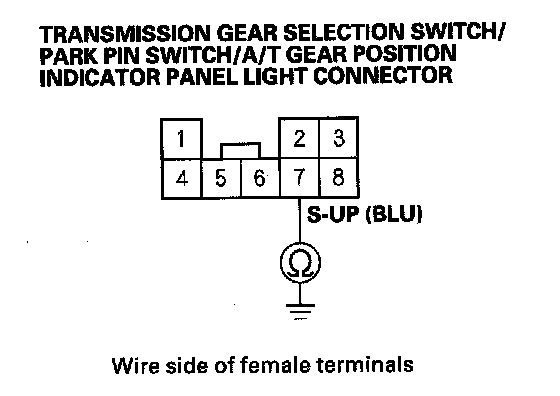 TRANSMISSION GEAR SELECTION SWITCH/
PARK PIN SWITCH/A/T GEAR POSITION
INDICATOR PANEL LIGHT CONNECTOR
1 2 3
4 5 6 7 8
S-UP (BLU)
Ω
Wire side of female terminals